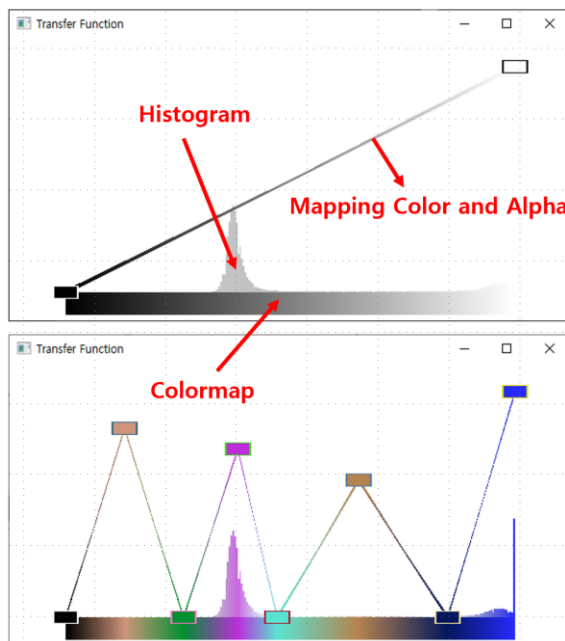 Transfer Function
Histogram
Mapping Color and Alpha
Transfer Function
Colormap